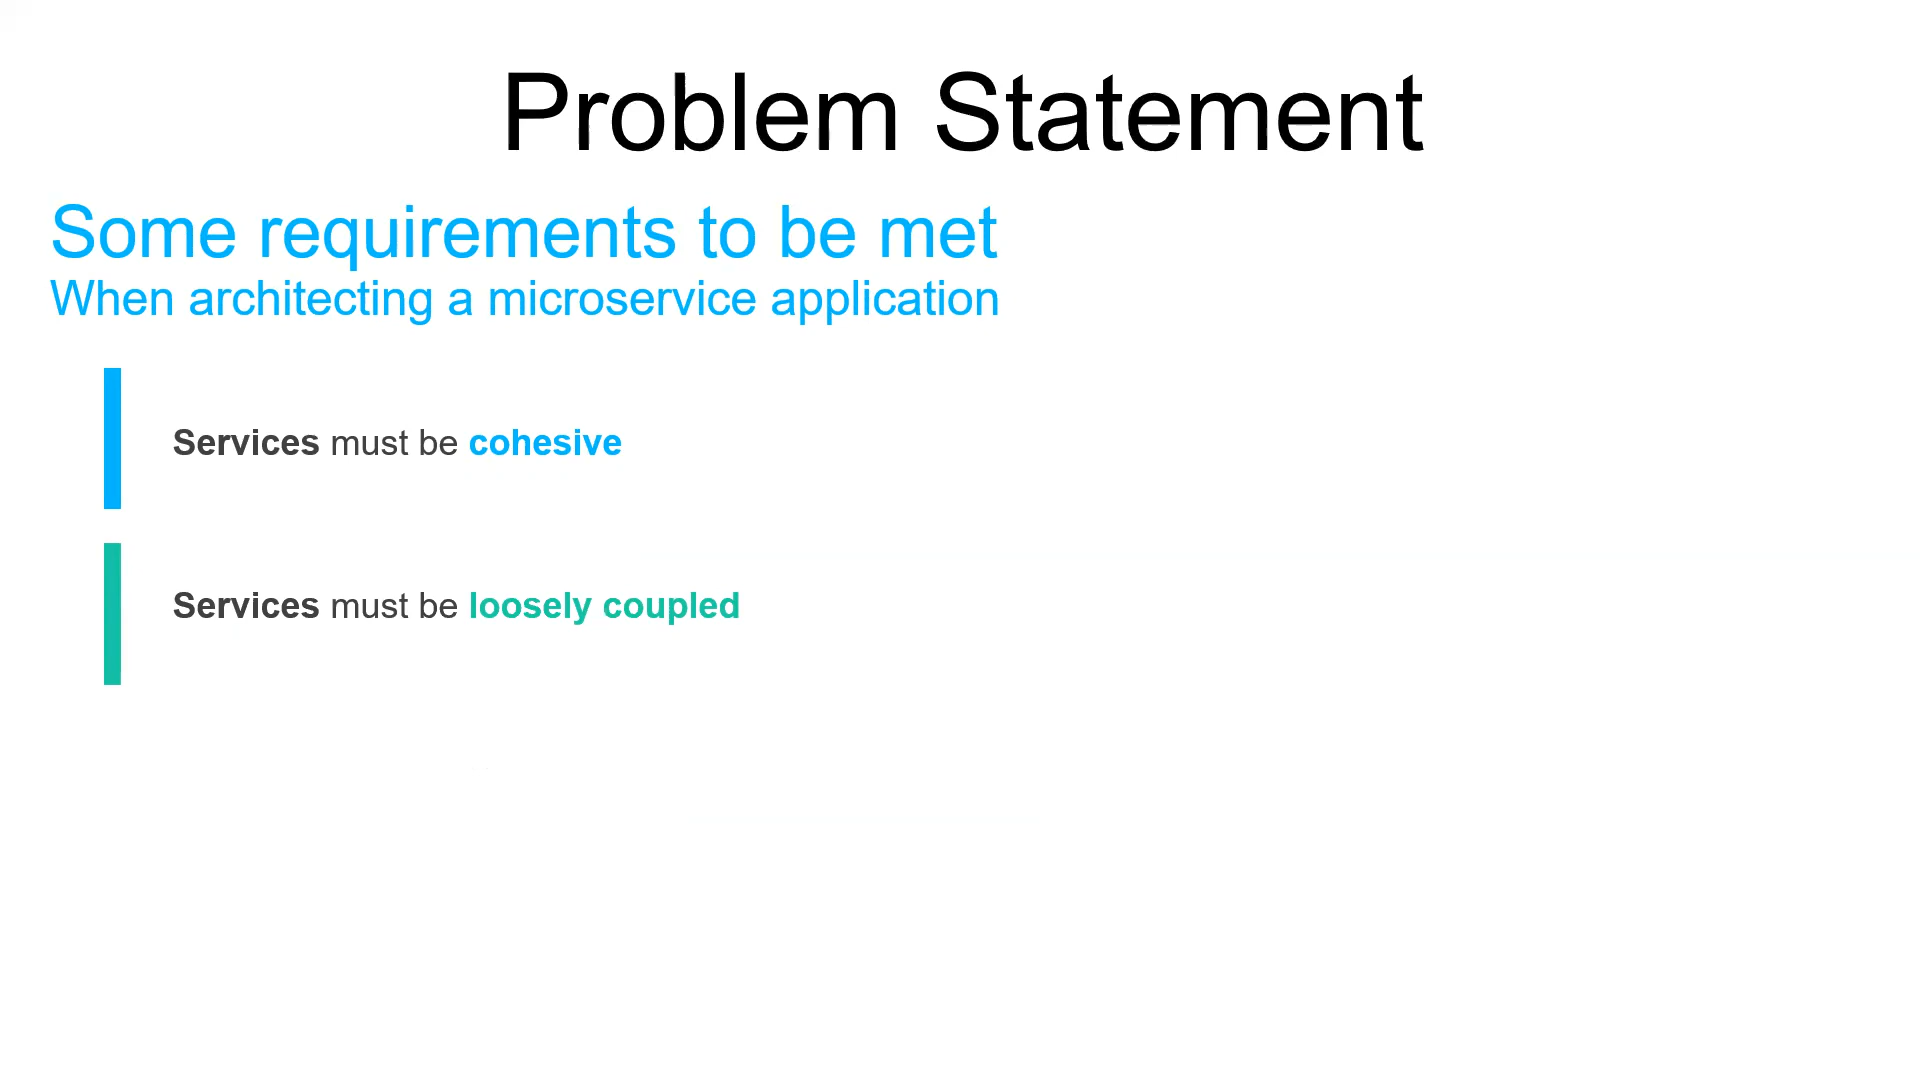 Problem Statement
Some requirements to be met
When architecting a microservice application
Services must be cohesive
Services must be loosely coupled